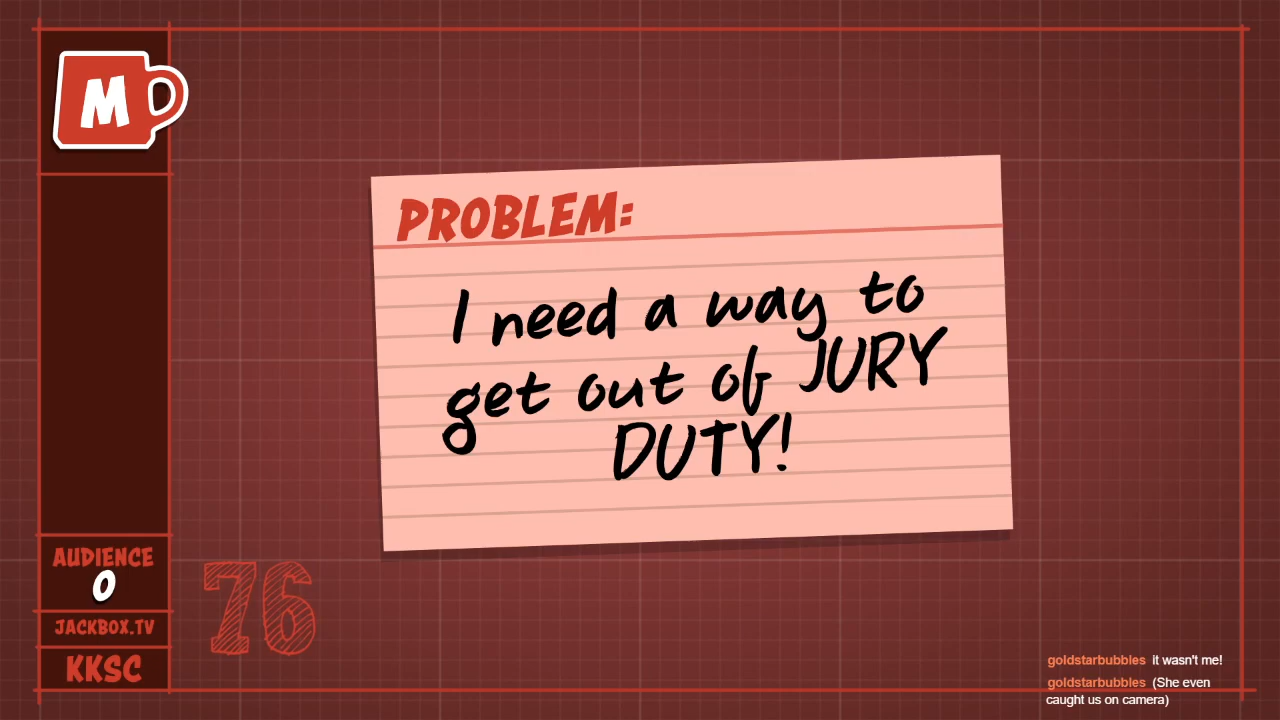 M
PROBLEM:
I need a way to
get out of JURY
DUTY!
AUDIENCE
0
JACKBOX.TV
KKSC
76
goldstarbubbles it wasn't me!
goldstarbubbles (She even
caught us on camera)